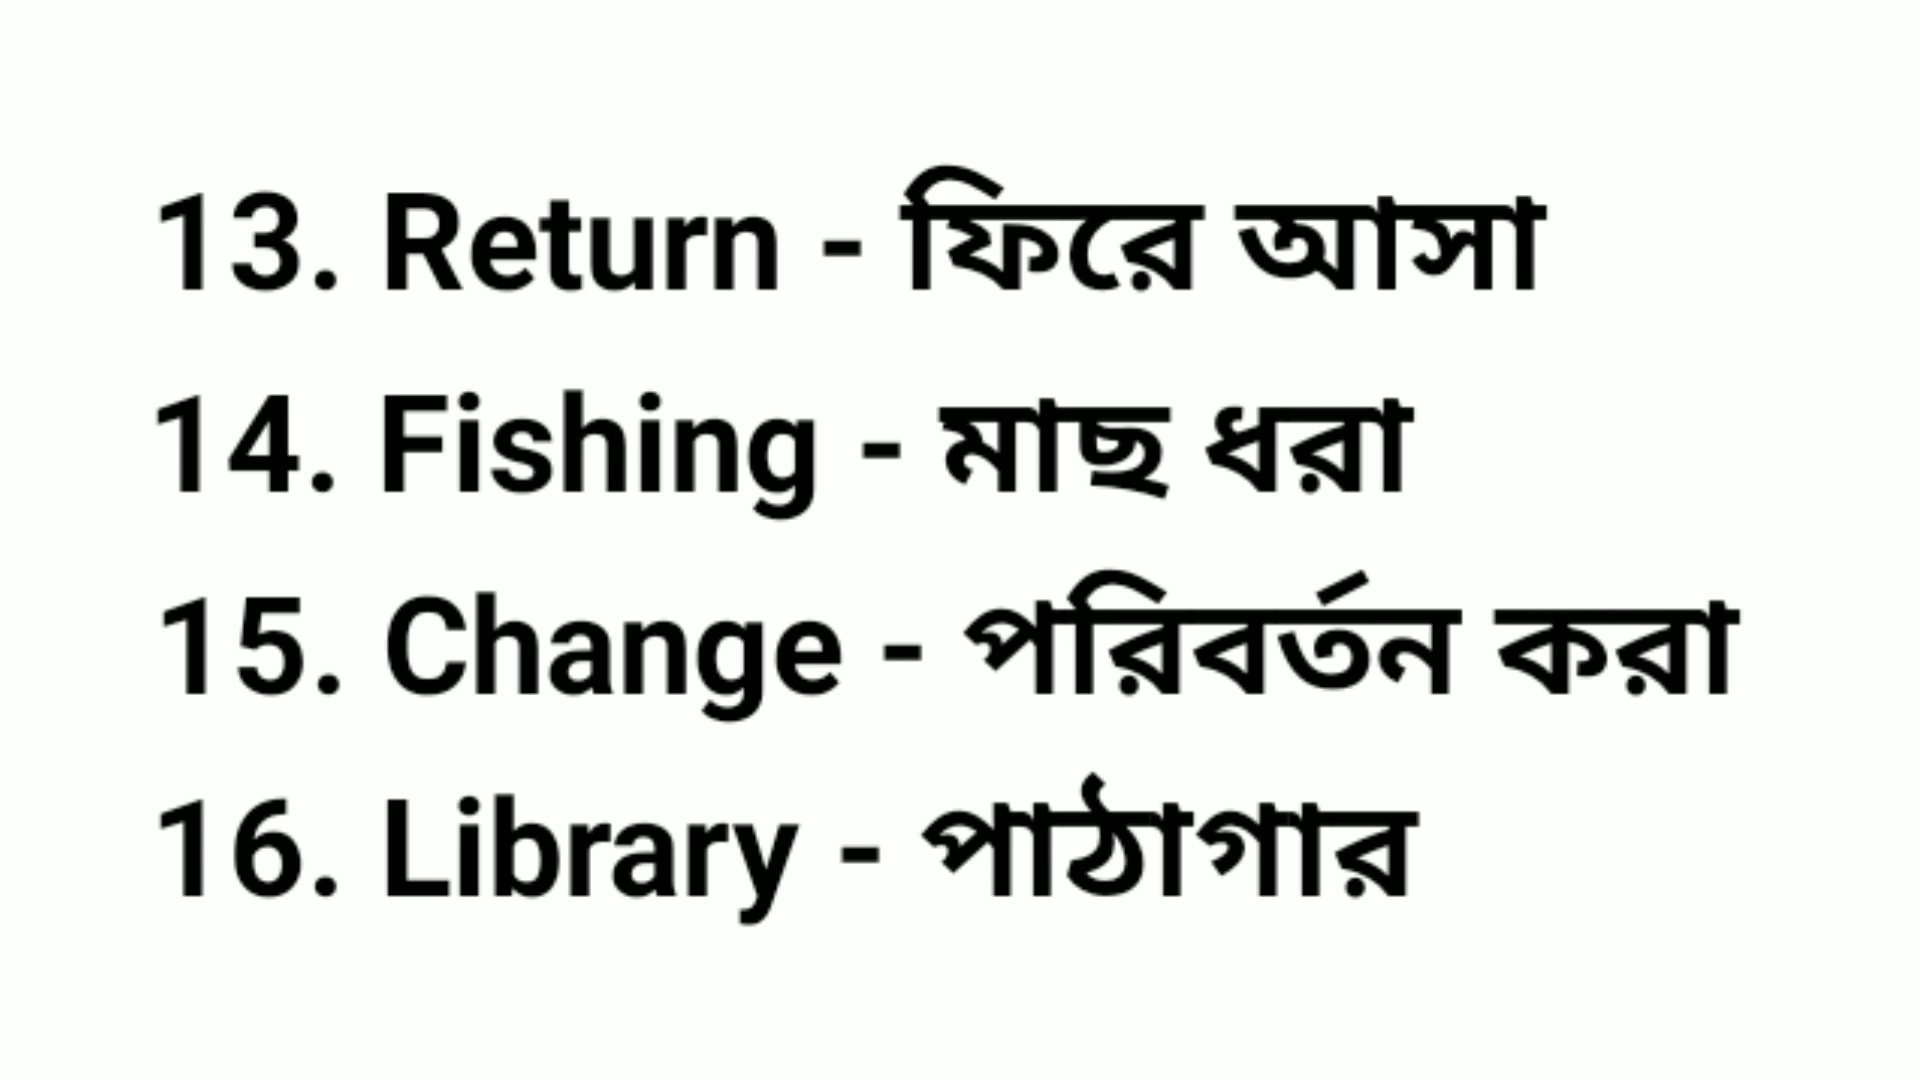 13. Return - ফিরে আসা
14. Fishing - মাছ ধরা
15. Change - পরিবর্তন করা
16. Library - পাঠাগার